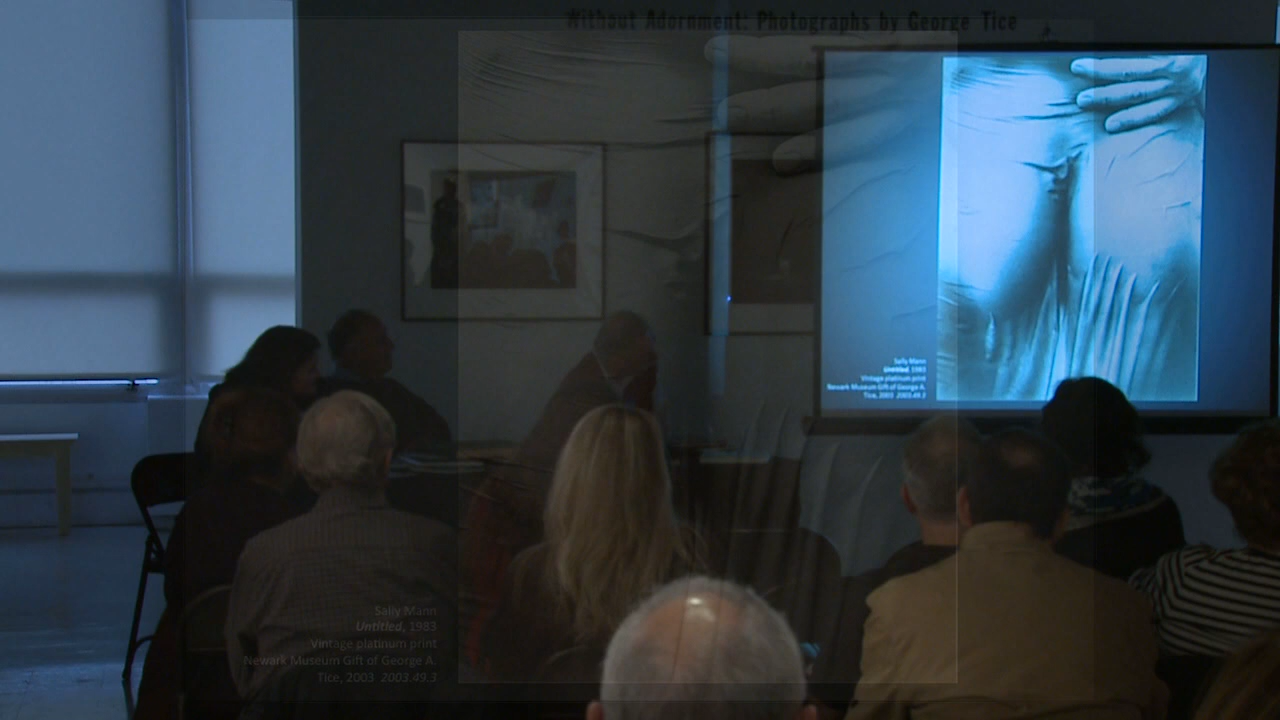 Without Adornment: Photographs by George Tice
Sally Mann
Untitled, 1983
Vintage platinum print
Newark Museum Gift of George A.
Tice, 2003 2003.49.3
Sally Mann
Untitled, 1983
Vintage platinum print
Newark Museum Gift of George A.
Tice, 2003 2003.49.3